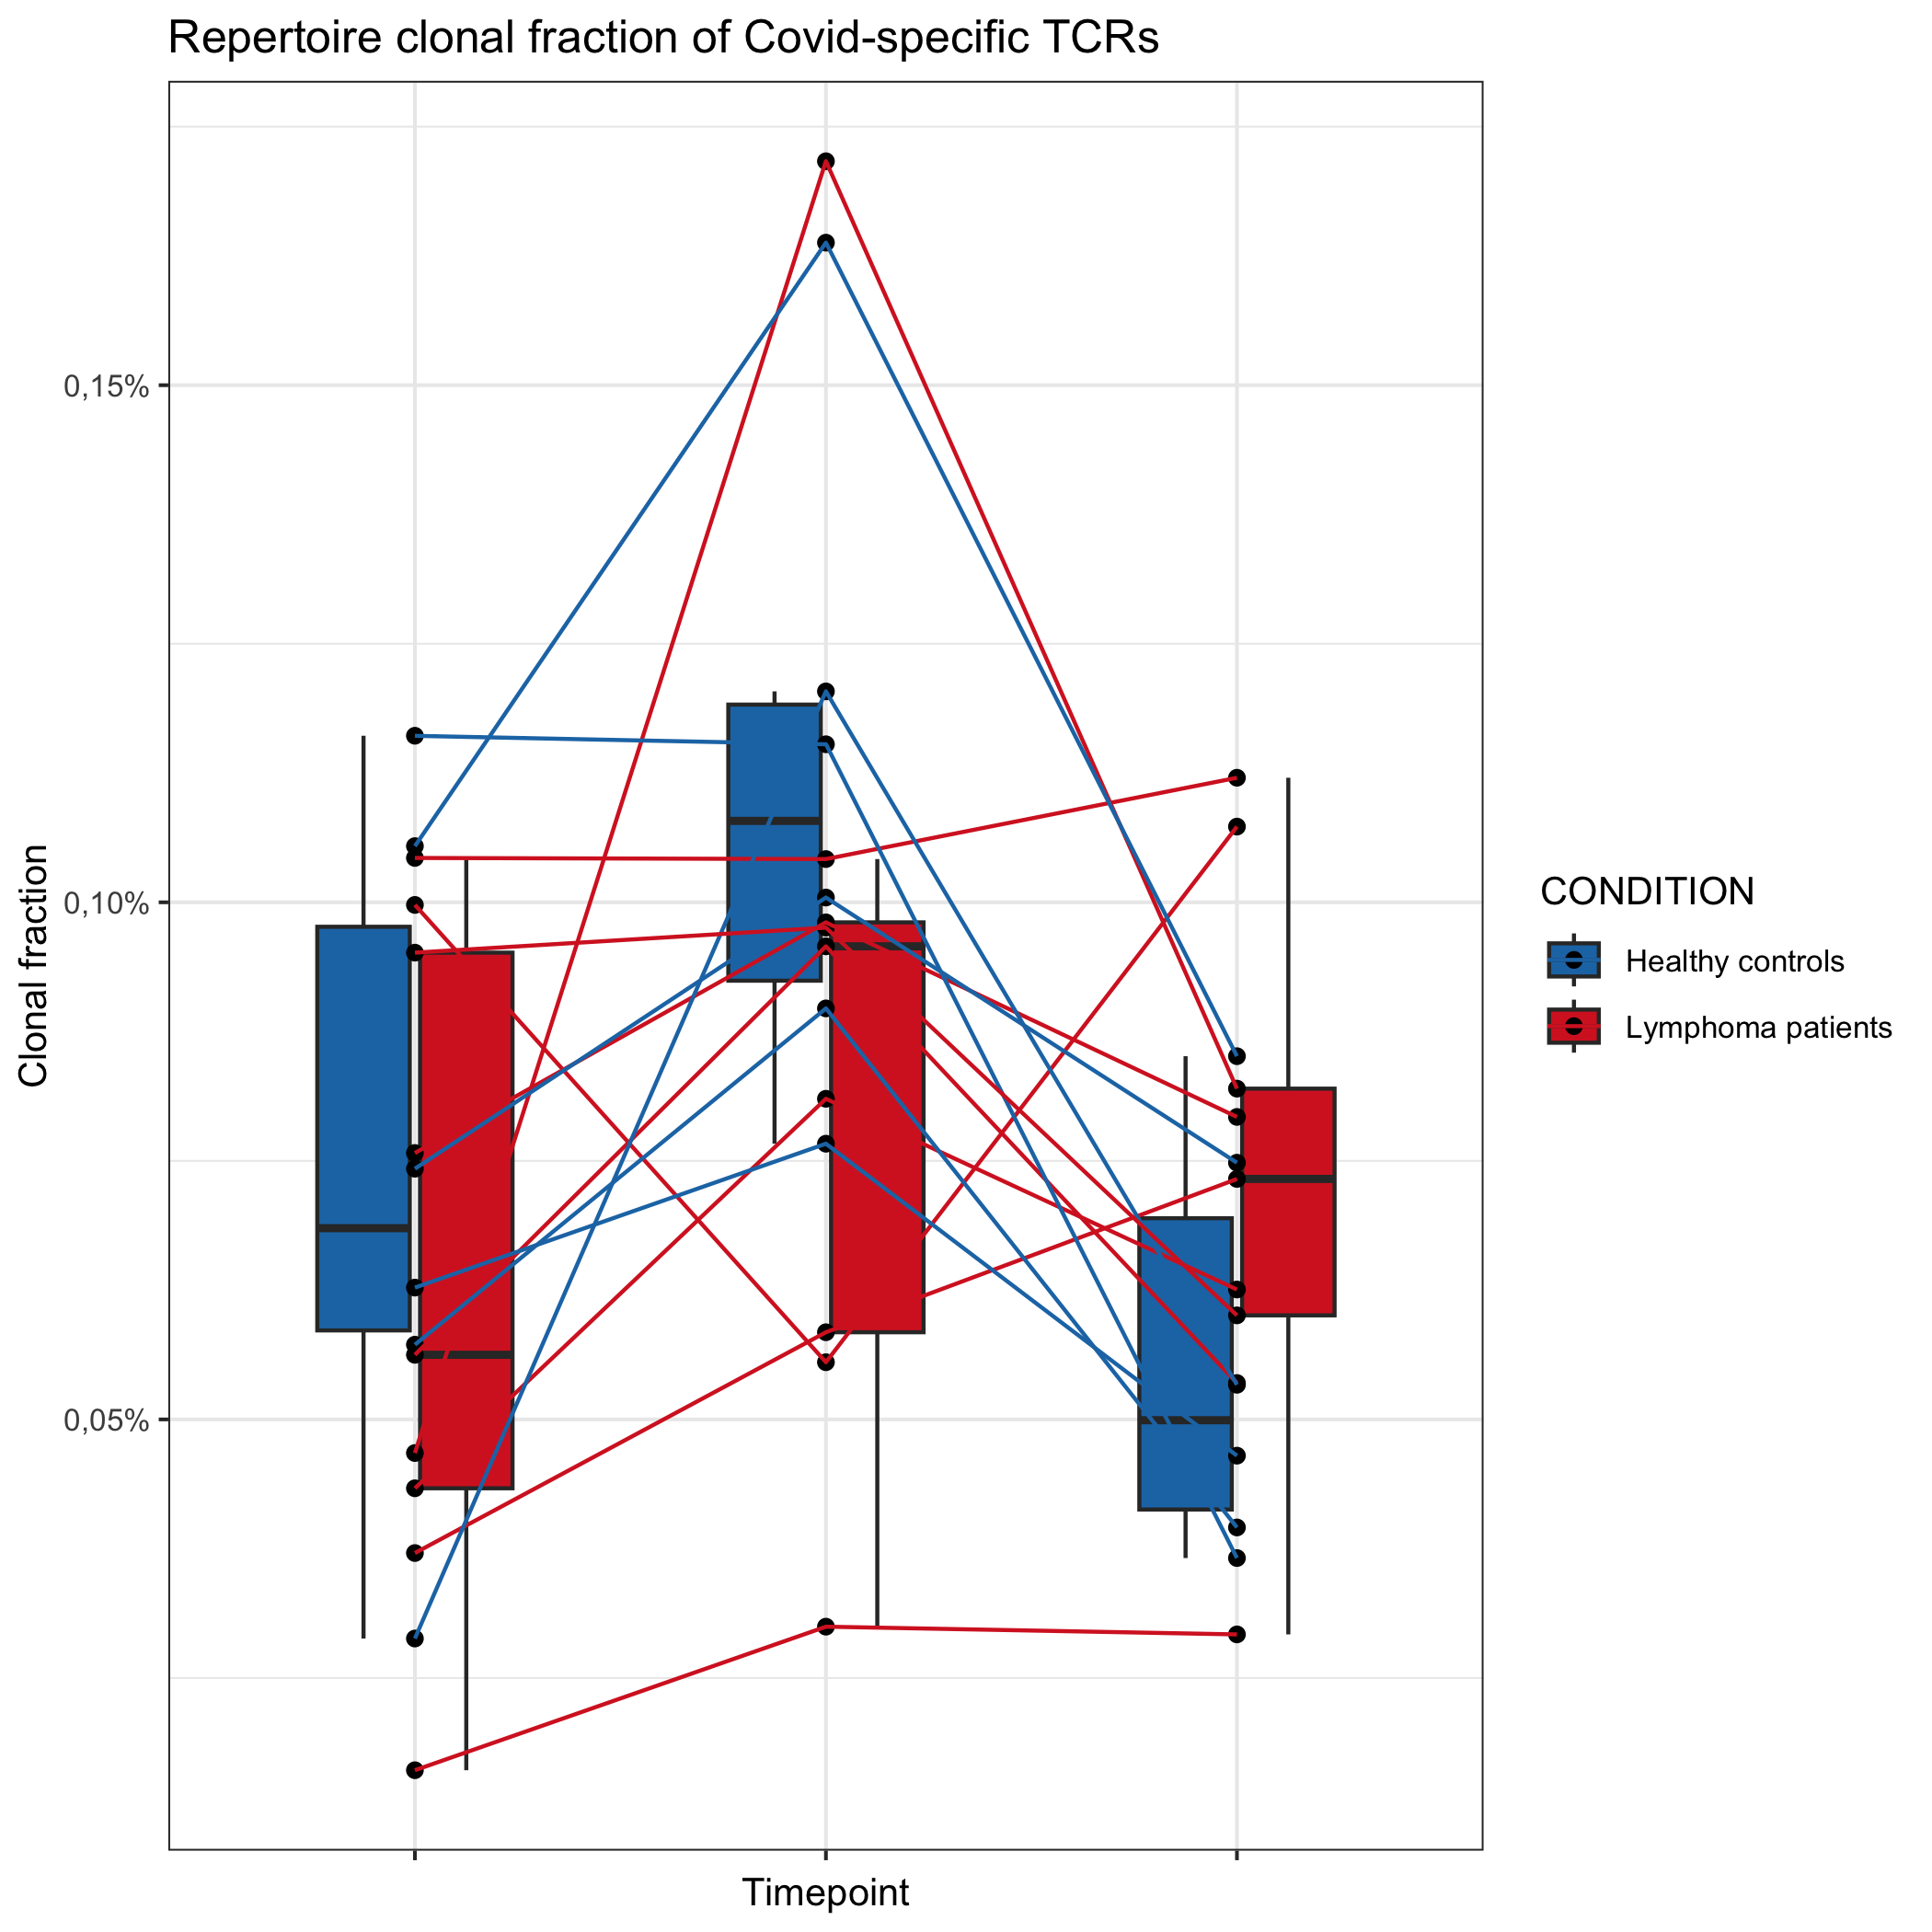 Repertoire clonal fraction of Covid-specific TCRs
0,15%
0,10%
0,05%
Clonal fraction
Timepoint
CONDITION
Healthy controls
Lymphoma patients